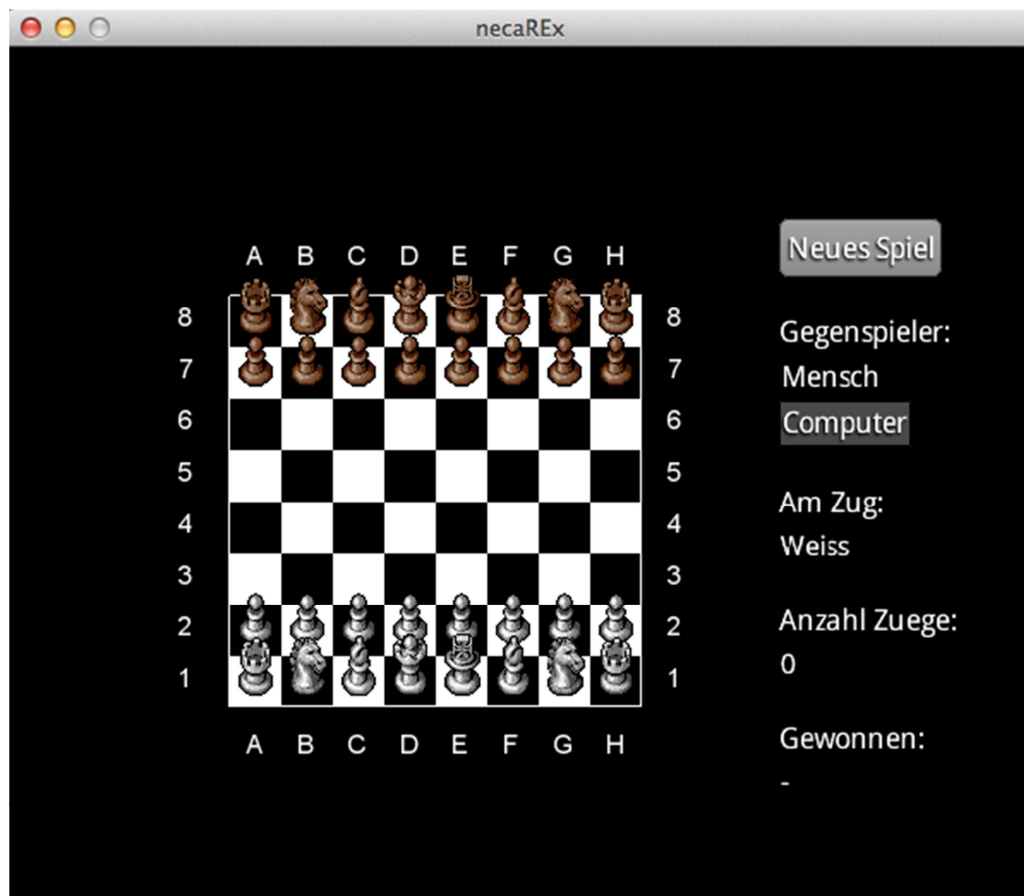 necaREx
A B C D E F G H
8 8
7 7
6 6
5 5
4 4
3 3
2 2
1 1
A B C D E F G H
Neues Spiel
Gegenspieler:
Mensch
Computer
Am Zug:
Weiss
Anzahl Zuege:
0
Gewonnen:
-